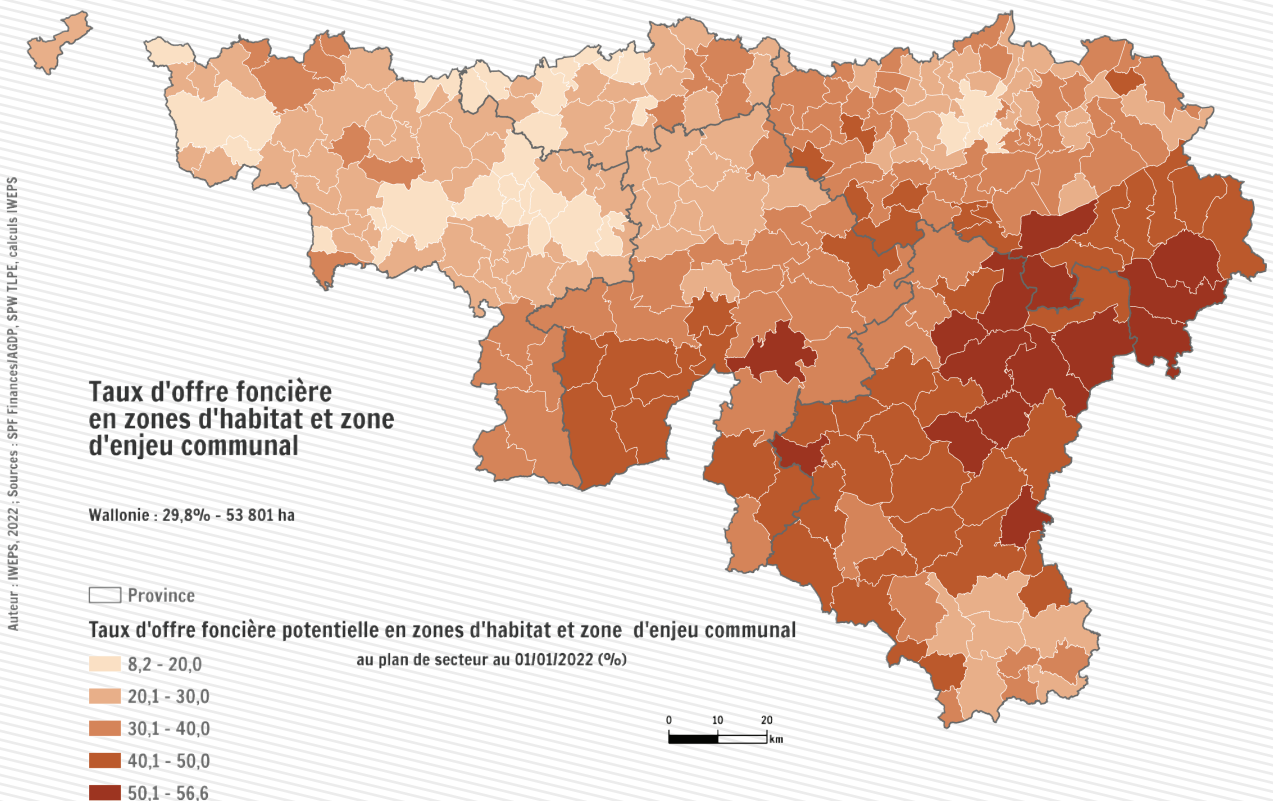 Auteur : IWEPS, 2022 ; Sources : SPF Finances/AGDP, SPW TLPE, calculs IWEPS
Taux d'offre foncière
en zones d'habitat et zone
d'enjeu communal
Wallonie : 29,8% - 53 801 ha
Province
Taux d'offre foncière potentielle en zones d'habitat et zone d'enjeu communal
au plan de secteur au 01/01/2022 (%)
8,2 - 20,0
20,1 - 30,0
30,1 - 40,0
40,1 - 50,0
50,1 - 56,6
0 10 20
km